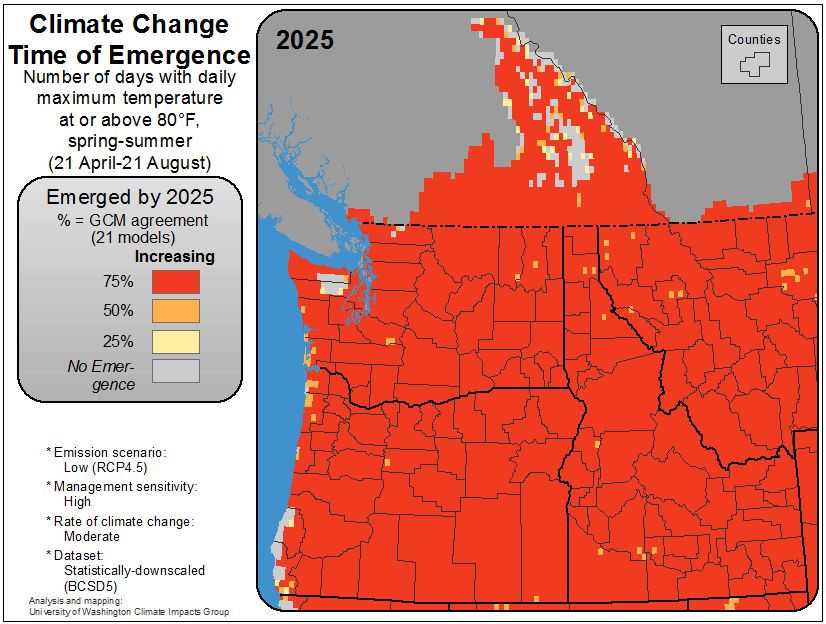 Climate Change
Time of Emergence
Number of days with daily
maximum temperature
at or above 80°F,
spring-summer
(21 April-21 August)
Emerged by 2025
% = GCM agreement
(21 models)
Increasing
75%
50%
25%
No Emer-
gence
* Emission scenario:
Low (RCP4.5)
* Management sensitivity:
High
* Rate of climate change:
Moderate
* Dataset:
Statistically-downscaled
(BCSD5)
Analysis and mapping:
University of Washington Climate Impacts Group
2025
Counties